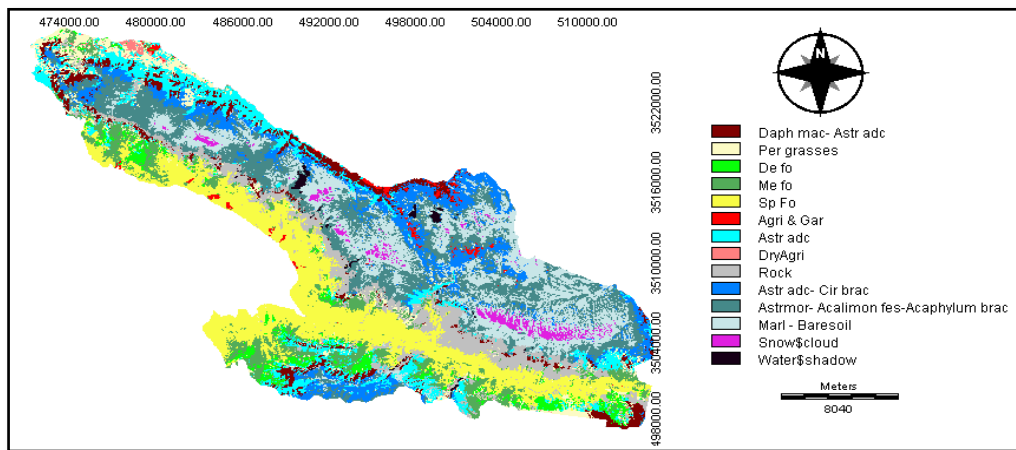 474000.00 480000.00 486000.00 492000.00 498000.00 504000.00 5100000.00
N
3522000.00
3516000.00
3510000.00
3504000.00
4980000.00
Daph mac- Astr adc
Per grasses
De fo
Me fo
Sp Fo
Agri & Gar
Astr adc
DryAgri
Rock
Astr adc- Cir brac
Astrmor- Acalimon fes-Acaphylum brac
Marl - Baresoil
Snow$cloud
Water$shadow
Meters
8040